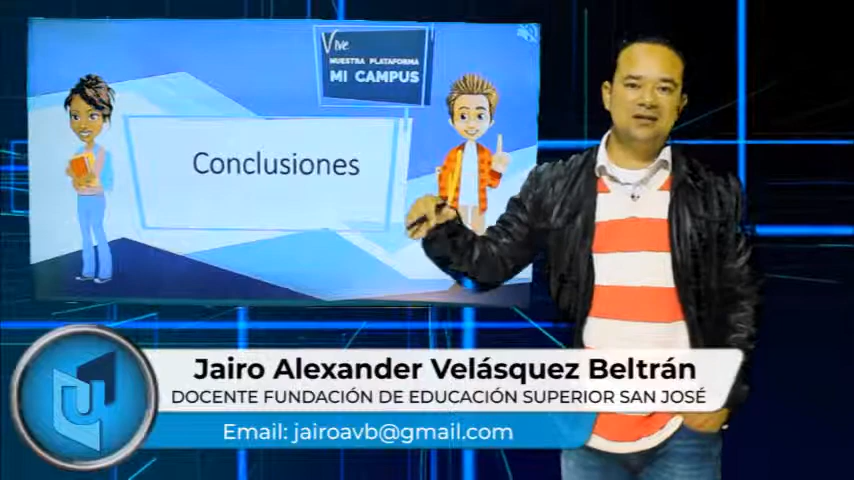 Vive
NUESTRA PLATAFORMA
MI CAMPUS
Conclusiones
Jairo Alexander Velásquez Beltrán
DOCENTE FUNDACIÓN DE EDUCACIÓN SUPERIOR SAN JOSÉ
Email: jairoavb@gmail.com